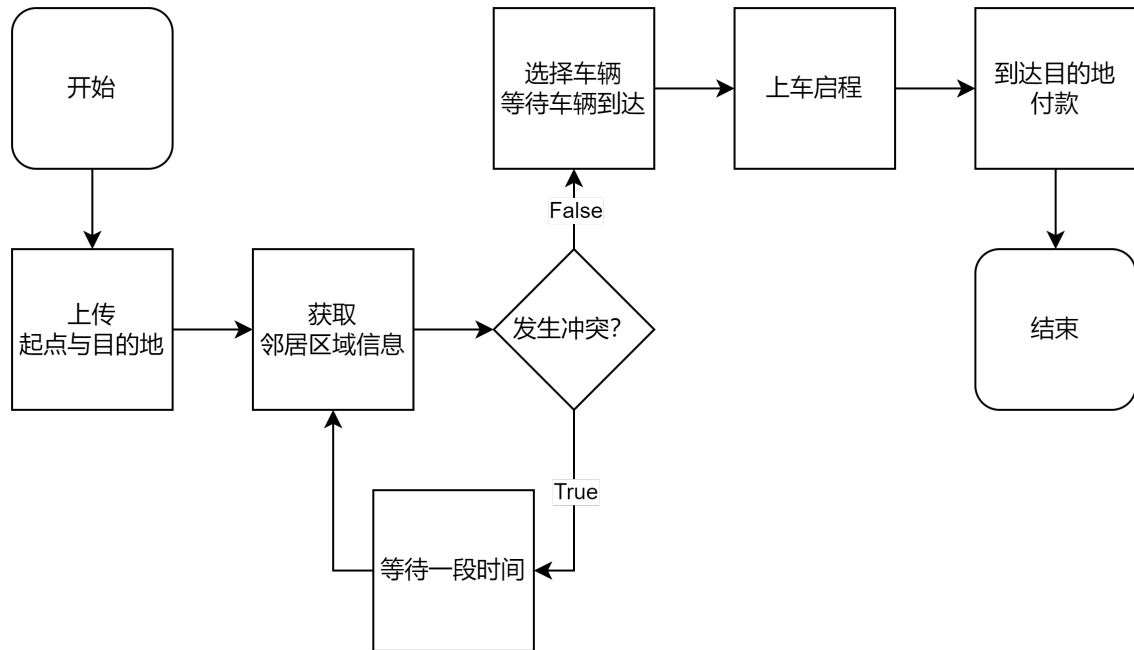 开始
上传
起点与目的地
获取
邻居区域信息
发生冲突?
True
等待一段时间
False
选择车辆
等待车辆到达
上车启程
到达目的地
付款
结束